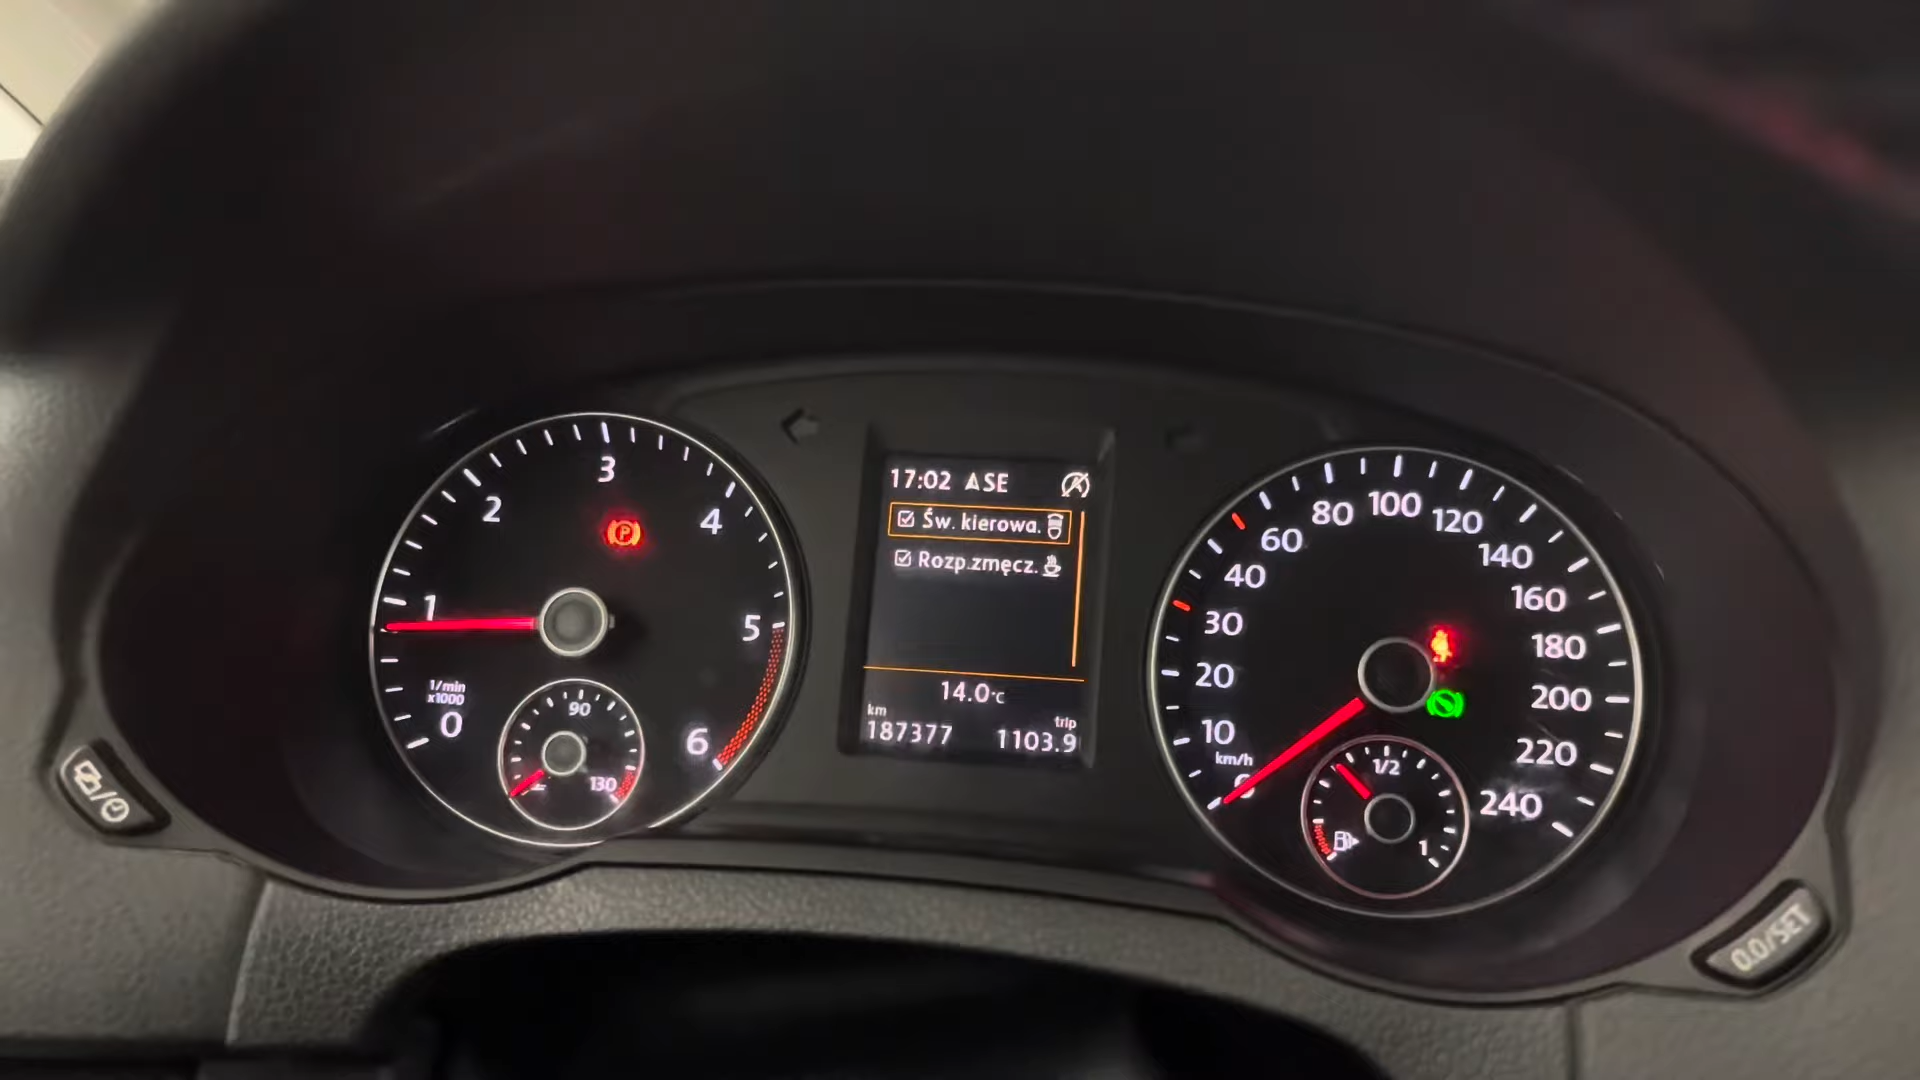 0
1
2
3
4
5
6
1/min
x1000
90
130
P
17:02 ASE
Św. kierowa.
Rozp.zmęcz.
14.0°C
km
187377
trip
1103.9
0
10
20
30
40
60
80
100
120
140
160
180
200
220
240
km/h
1/2
1
0.0/SET